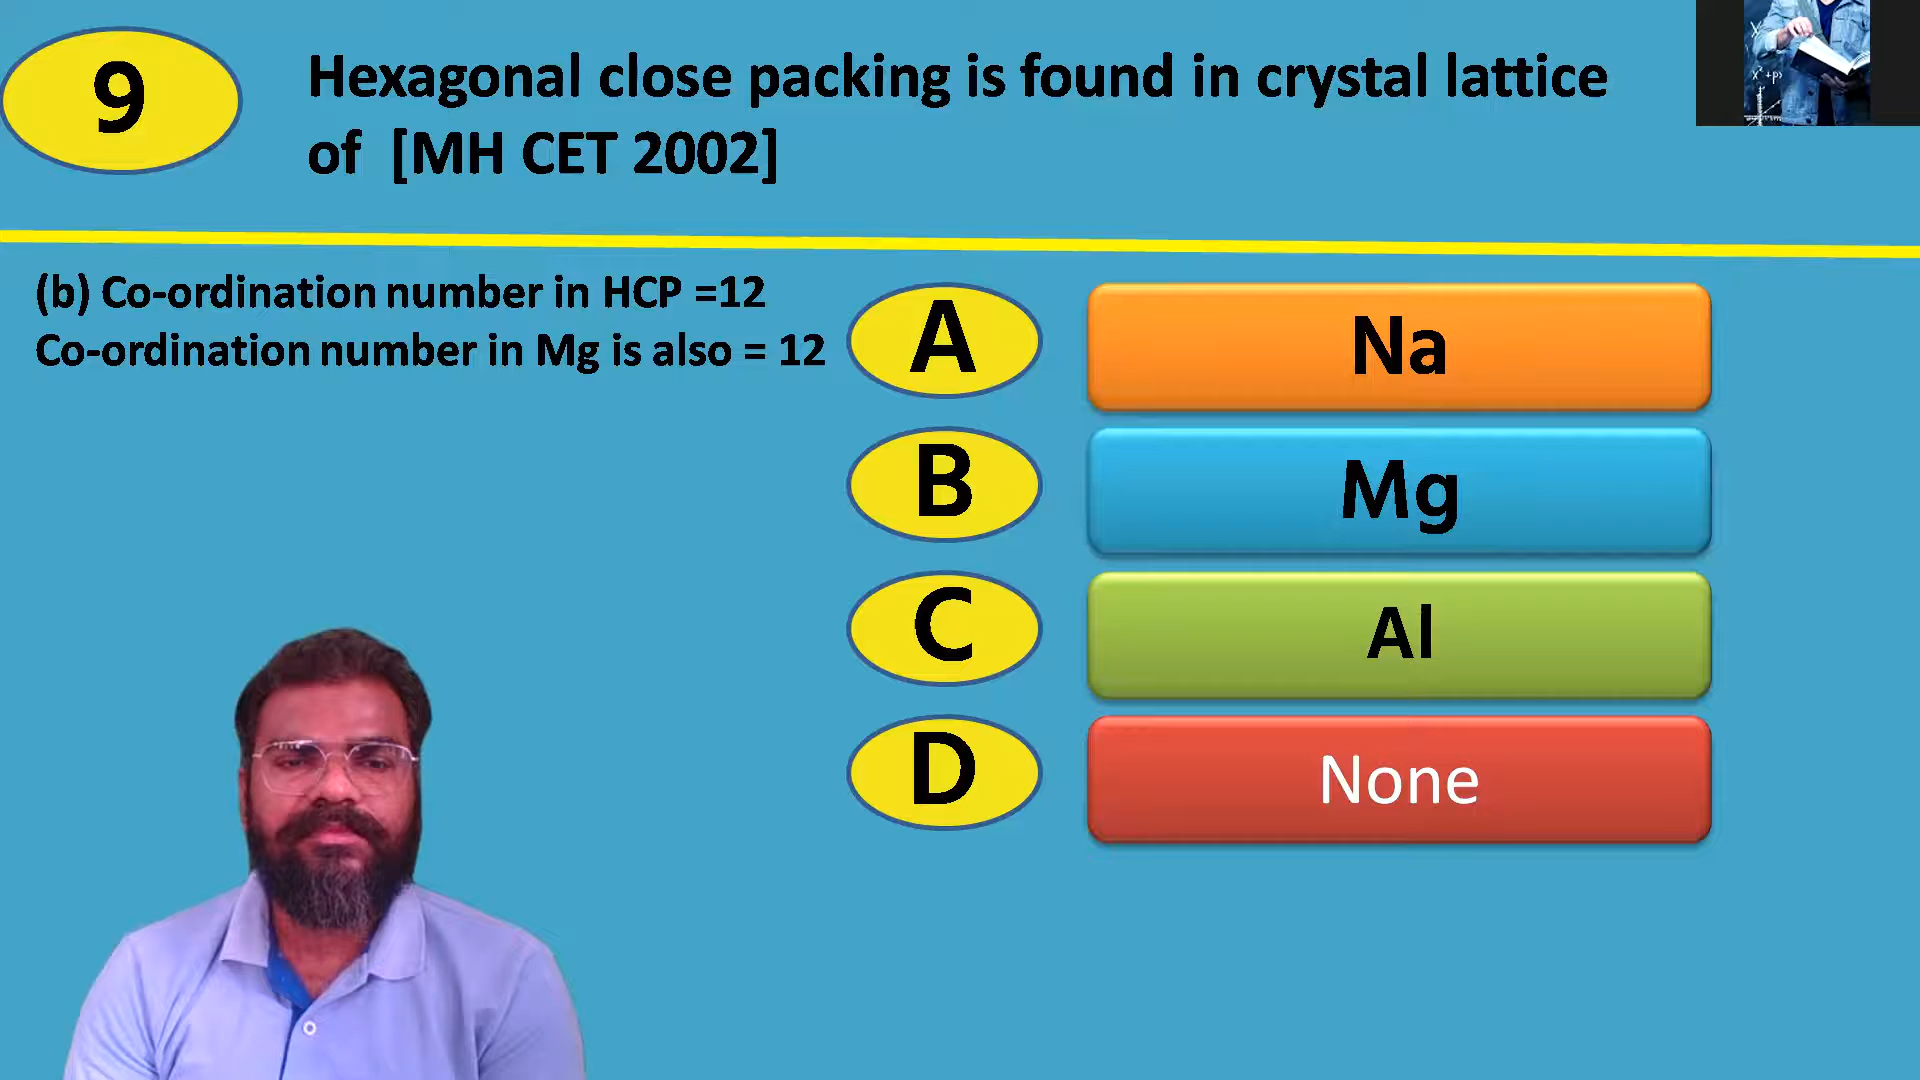 9
Hexagonal close packing is found in crystal lattice
of [MH CET 2002]
(b) Co-ordination number in HCP =12
Co-ordination number in Mg is also = 12
A
Na
B
Mg
C
Al
D
None